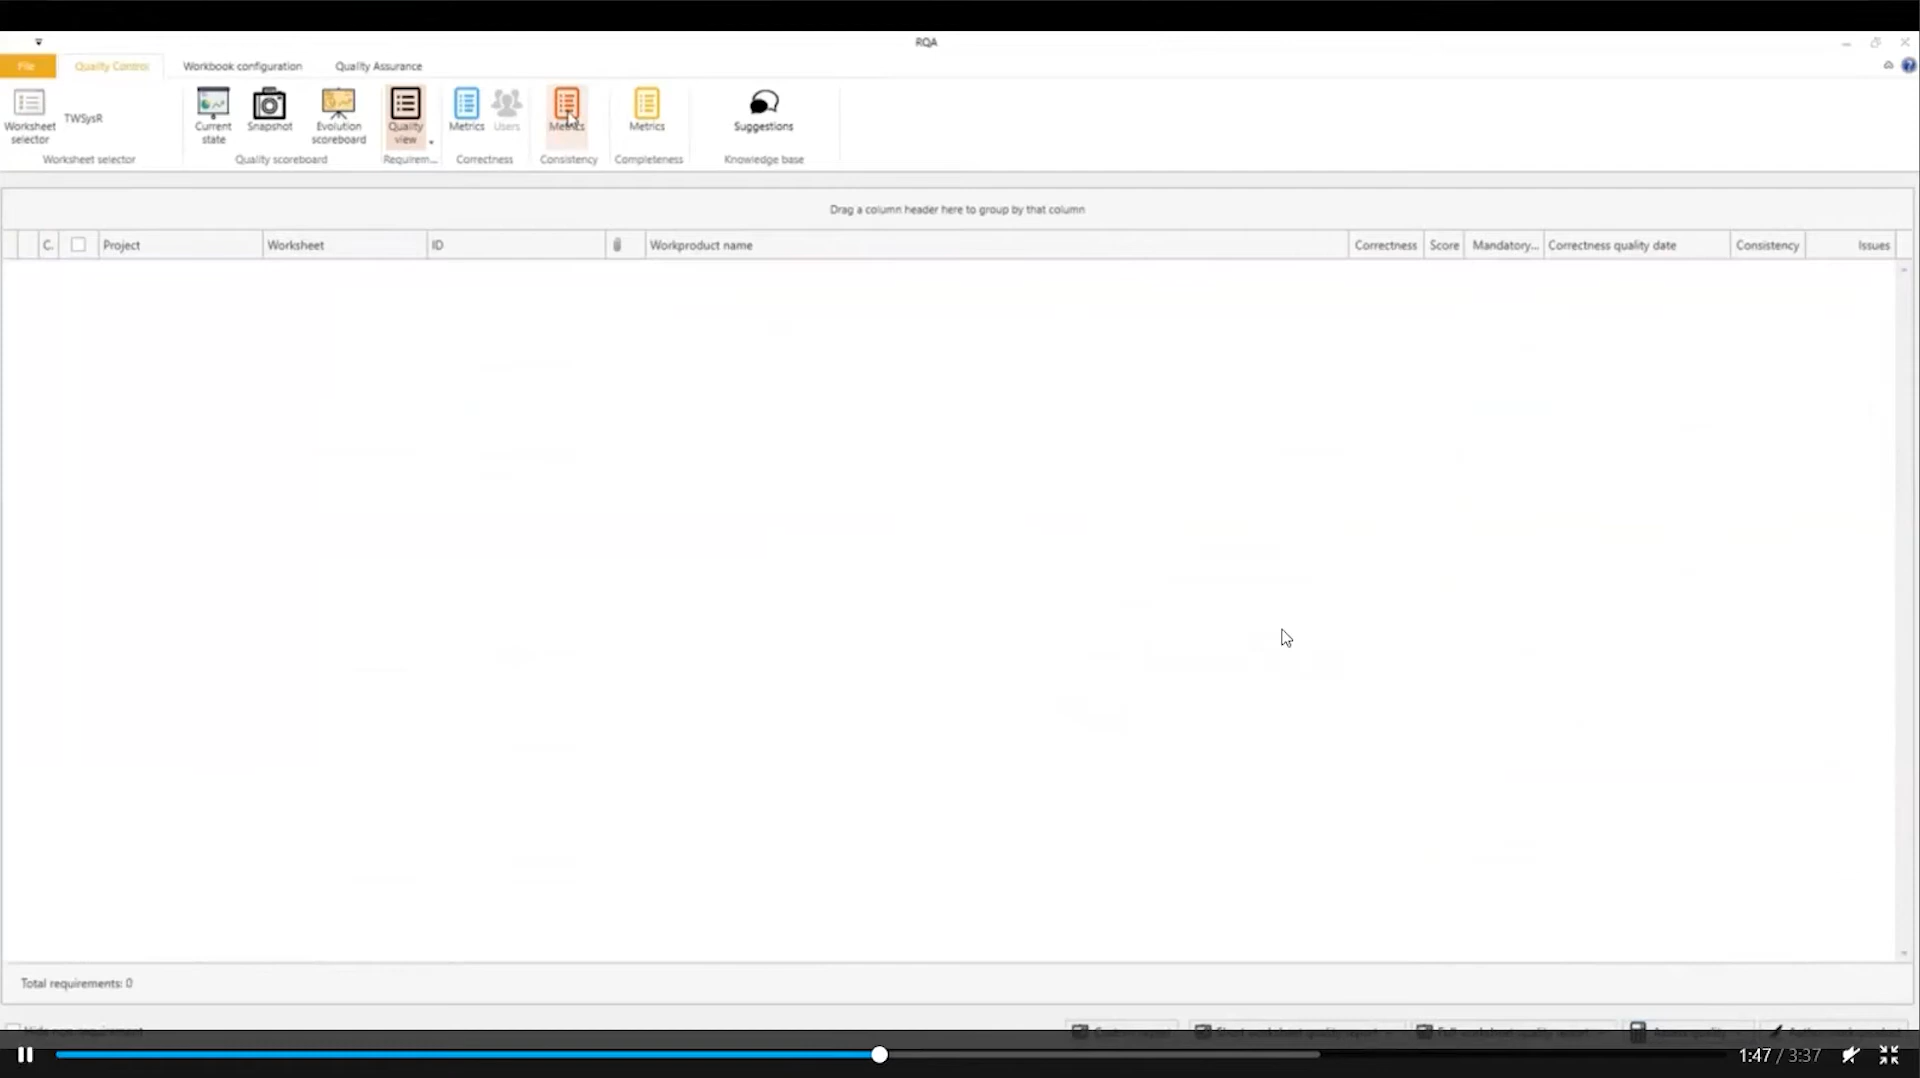 RQA
File Quality Control Workbook configuration Quality Assurance
Worksheet selector TWSysR Current state Snapshot Evolution scoreboard Quality view Metrics Users Metrics Metrics Suggestions
Worksheet selector Quality scoreboard Requirem... Correctness Consistency Completeness Knowledge base
Drag a column header here to group by that column
C. Project Worksheet ID Workproduct name Correctness Score Mandatory... Correctness quality date Consistency Issues
Total requirements: 0
1:47 / 3:37